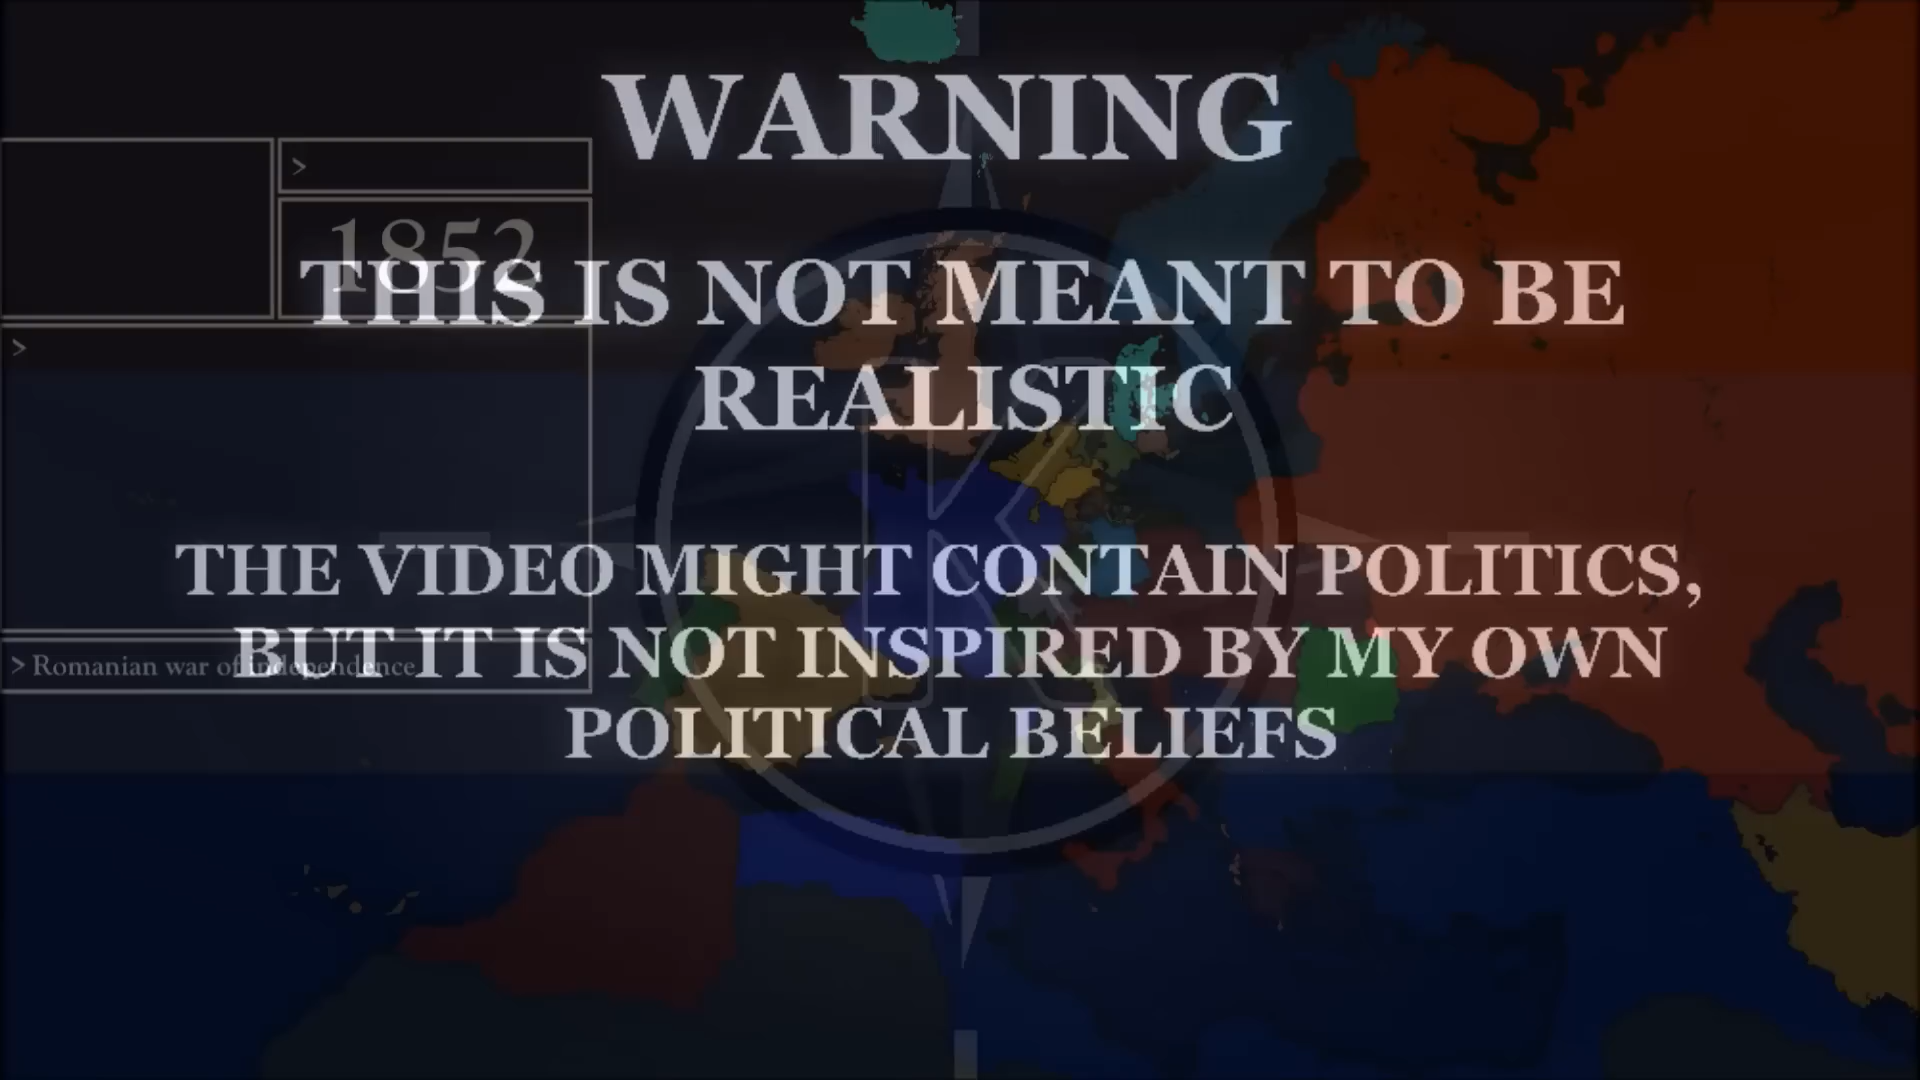 WARNING
>
1852
THIS IS NOT MEANT TO BE
REALISTIC
>
THE VIDEO MIGHT CONTAIN POLITICS,
BUT IT IS NOT INSPIRED BY MY OWN
> Romanian war of independence
POLITICAL BELIEFS
K